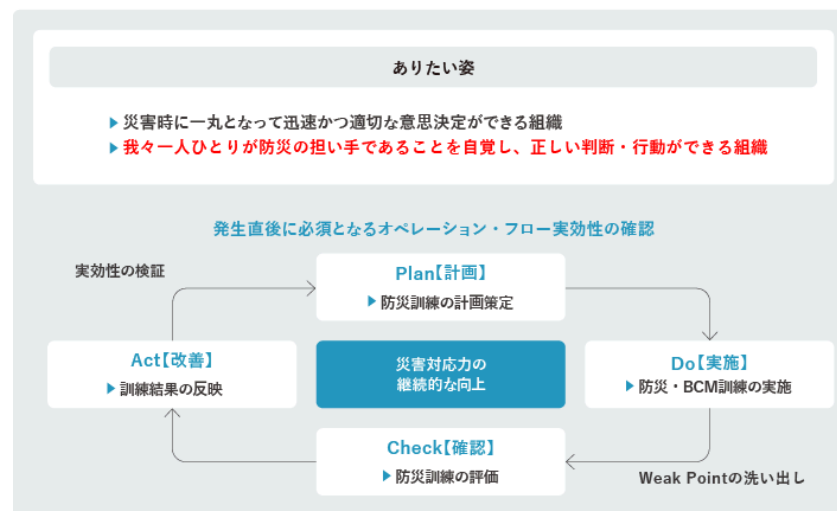 ありたい姿
▶ 災害時に一丸となって迅速かつ適切な意思決定ができる組織
▶ 我々一人ひとりが防災の担い手であることを自覚し、正しい判断・行動ができる組織
発生直後に必須となるオペレーション・フロー実効性の確認
実効性の検証
Plan【計画】
▶ 防災訓練の計画策定
Act【改善】
▶ 訓練結果の反映
災害対応力の
継続的な向上
Do【実施】
▶ 防災・BCM訓練の実施
Check【確認】
▶ 防災訓練の評価
Weak Pointの洗い出し